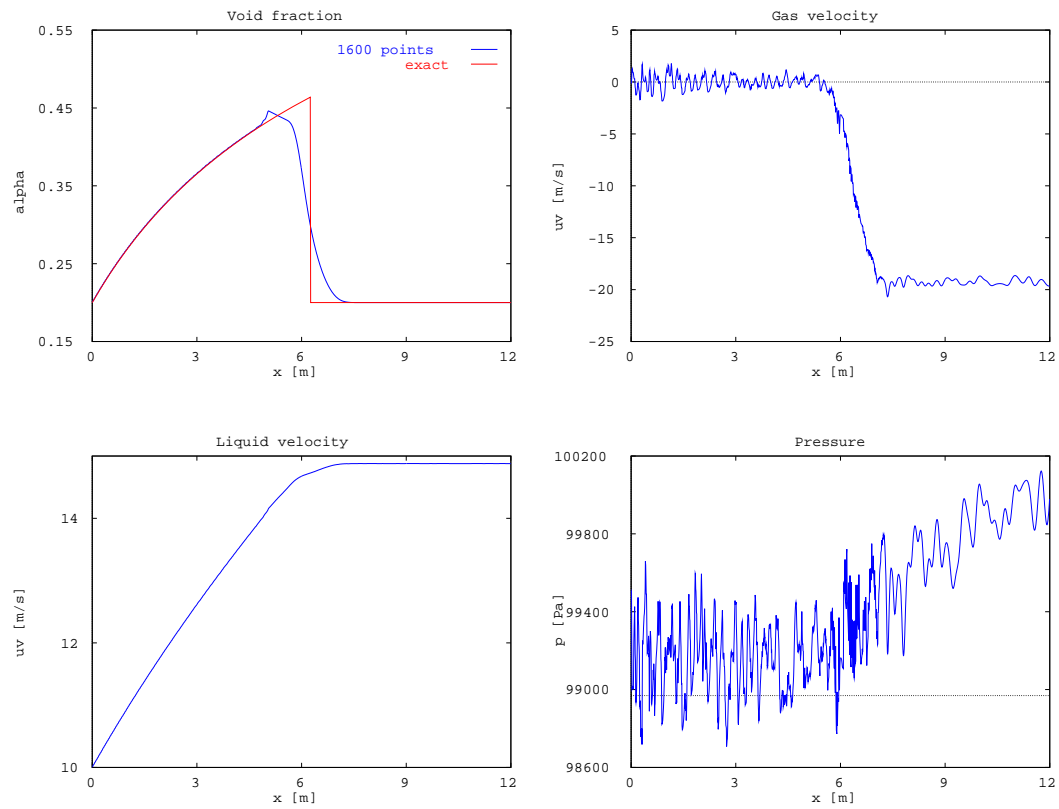 Void fraction
0.55
1600 points
exact
0.45
alpha
0.35
0.25
0.15
0 3 6 9 12
x [m]
Gas velocity
5
0
-5
uv [m/s]
-10
-15
-20
-25
0 3 6 9 12
x [m]
Liquid velocity
14
uv [m/s]
12
10
0 3 6 9 12
x [m]
Pressure
100200
99800
p [Pa]
99400
99000
98600
0 3 6 9 12
x [m]